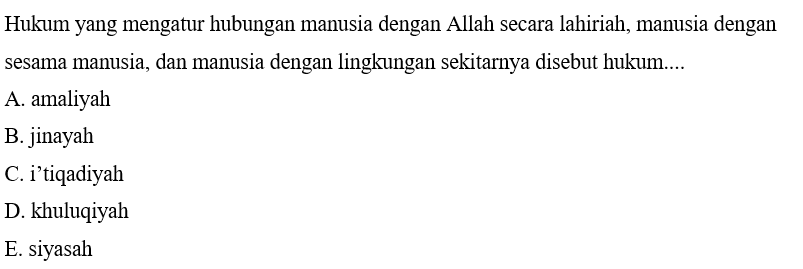 Hukum yang mengatur hubungan manusia dengan Allah secara lahiriah, manusia dengan
sesama manusia, dan manusia dengan lingkungan sekitarnya disebut hukum....
A. amaliyah
B. jinayah
C. i’tiqadiyah
D. khuluqiyah
E. siyasah